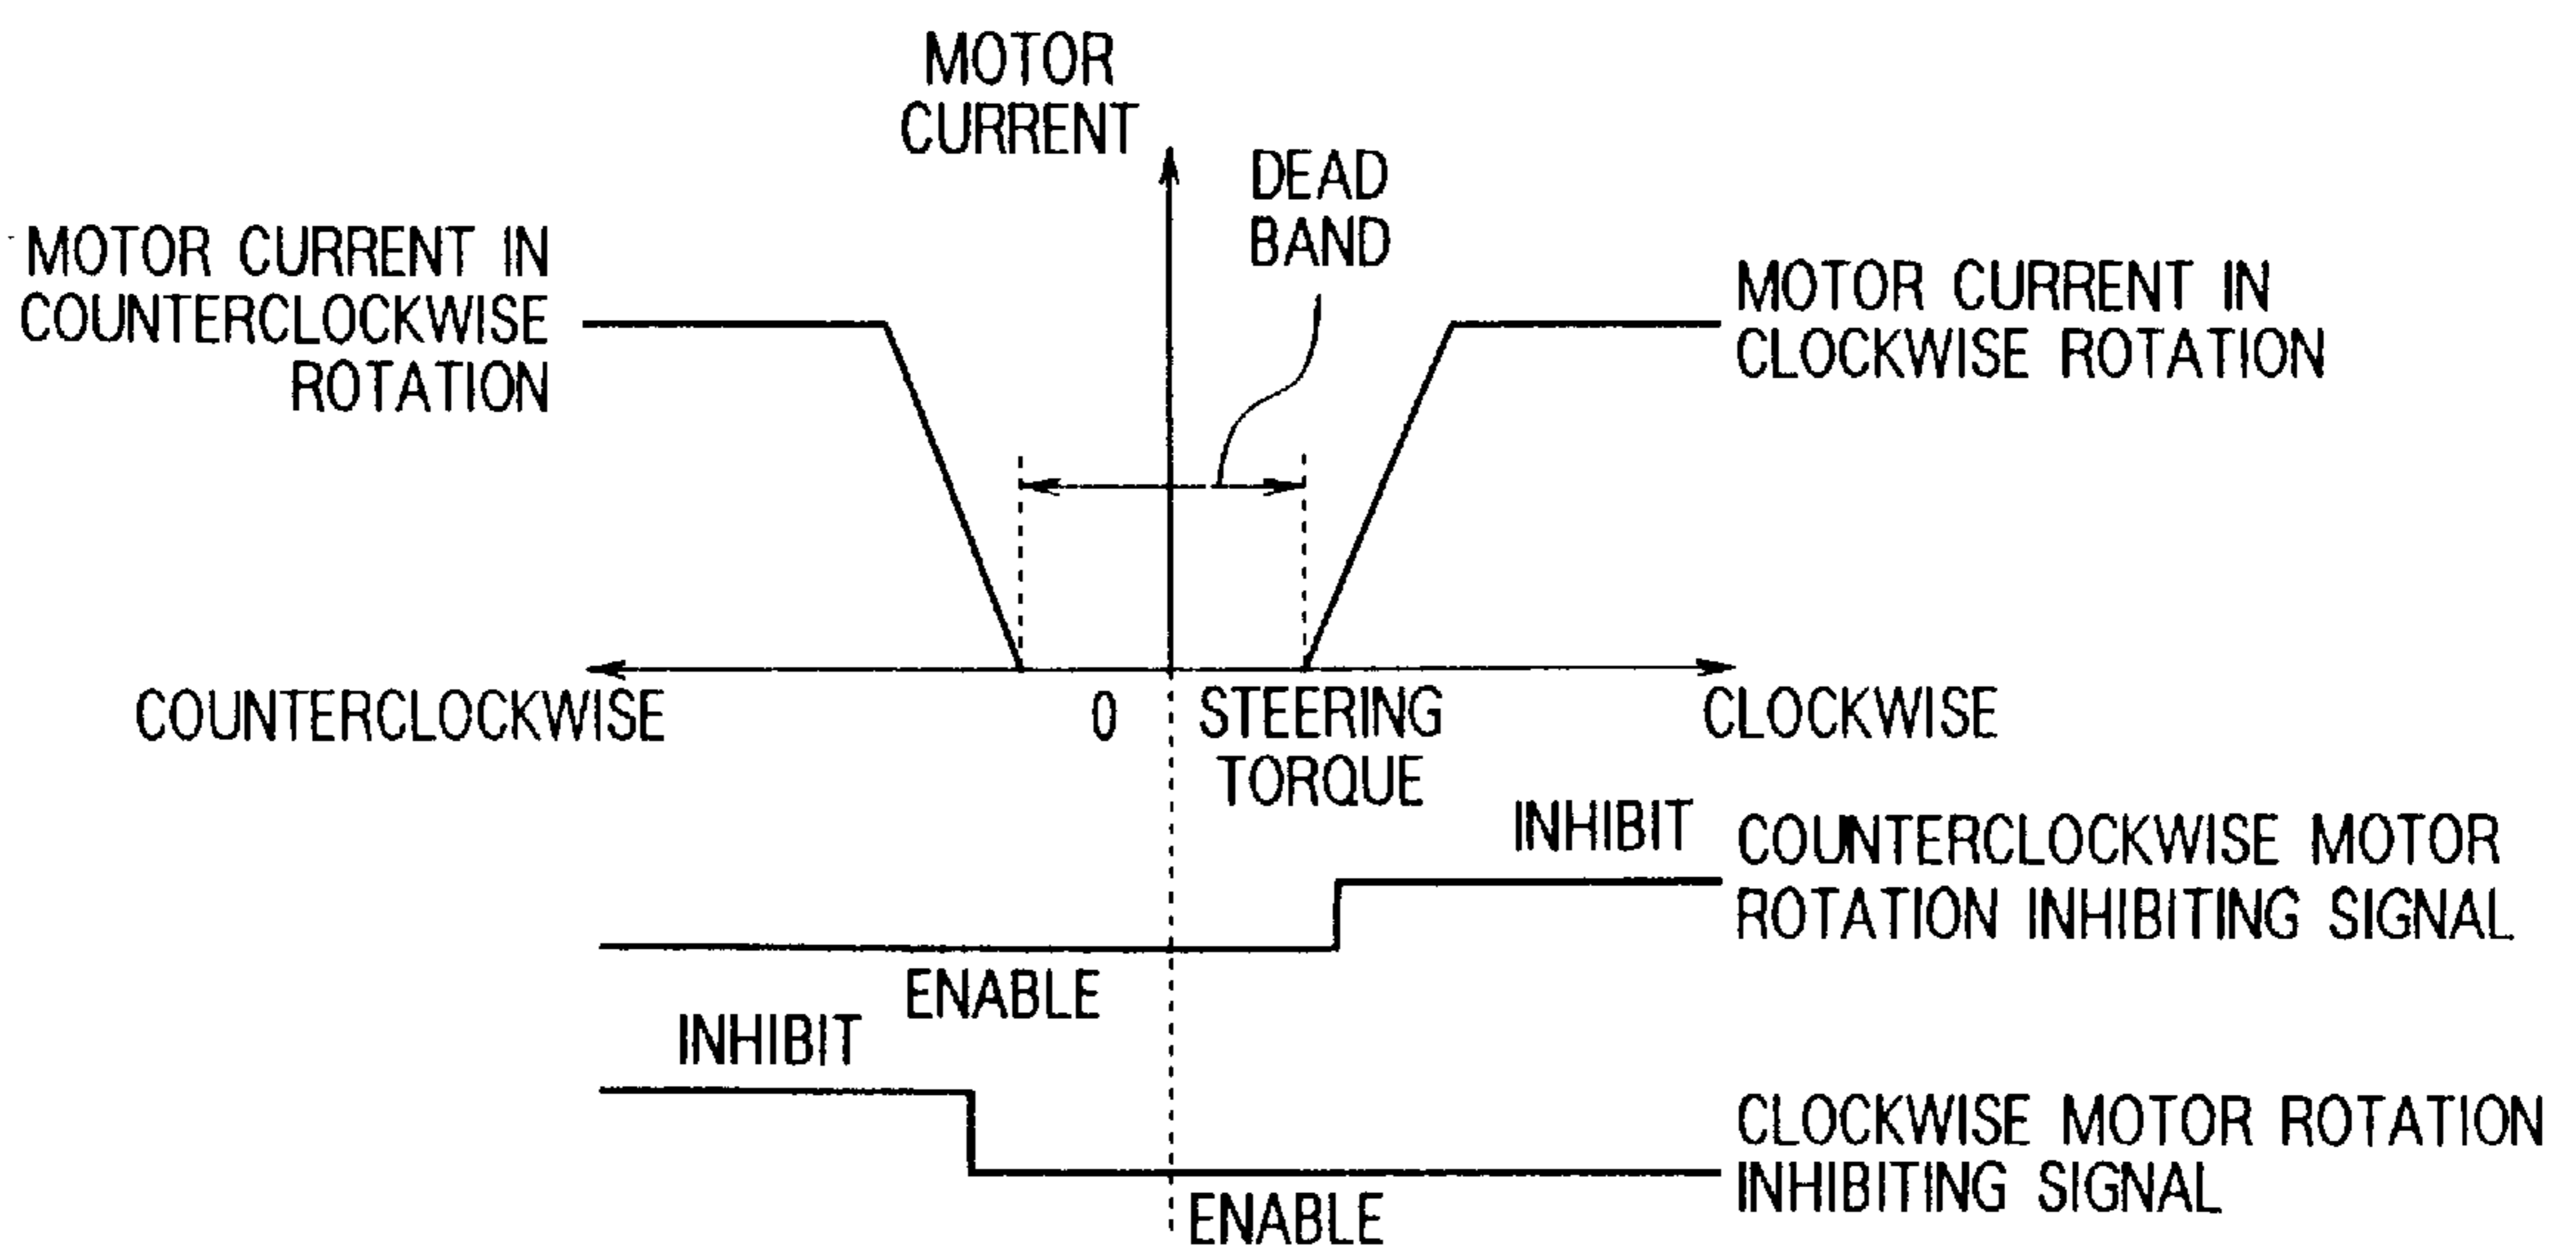 MOTOR
CURRENT
DEAD
BAND
MOTOR CURRENT IN
COUNTERCLOCKWISE
ROTATION
MOTOR CURRENT IN
CLOCKWISE ROTATION
COUNTERCLOCKWISE
0
STEERING
TORQUE
CLOCKWISE
INHIBIT
COUNTERCLOCKWISE MOTOR
ROTATION INHIBITING SIGNAL
ENABLE
INHIBIT
CLOCKWISE MOTOR ROTATION
INHIBITING SIGNAL
ENABLE